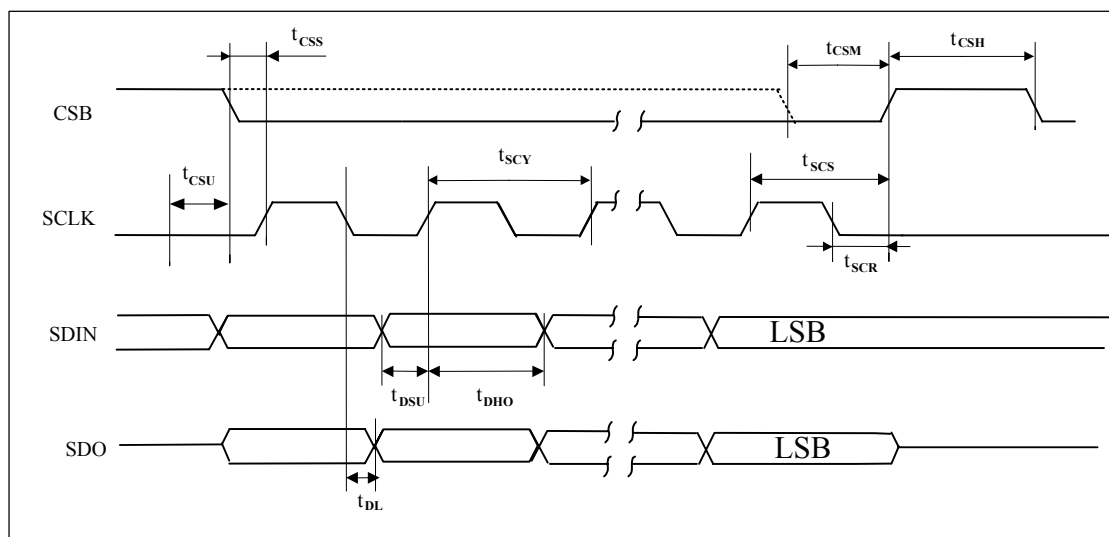 tCSS
tCSM
tCSH
CSB
tCSU
tSCY
tSCS
SCLK
tSCR
SDIN
LSB
tDSU
tDHO
SDO
LSB
tDL